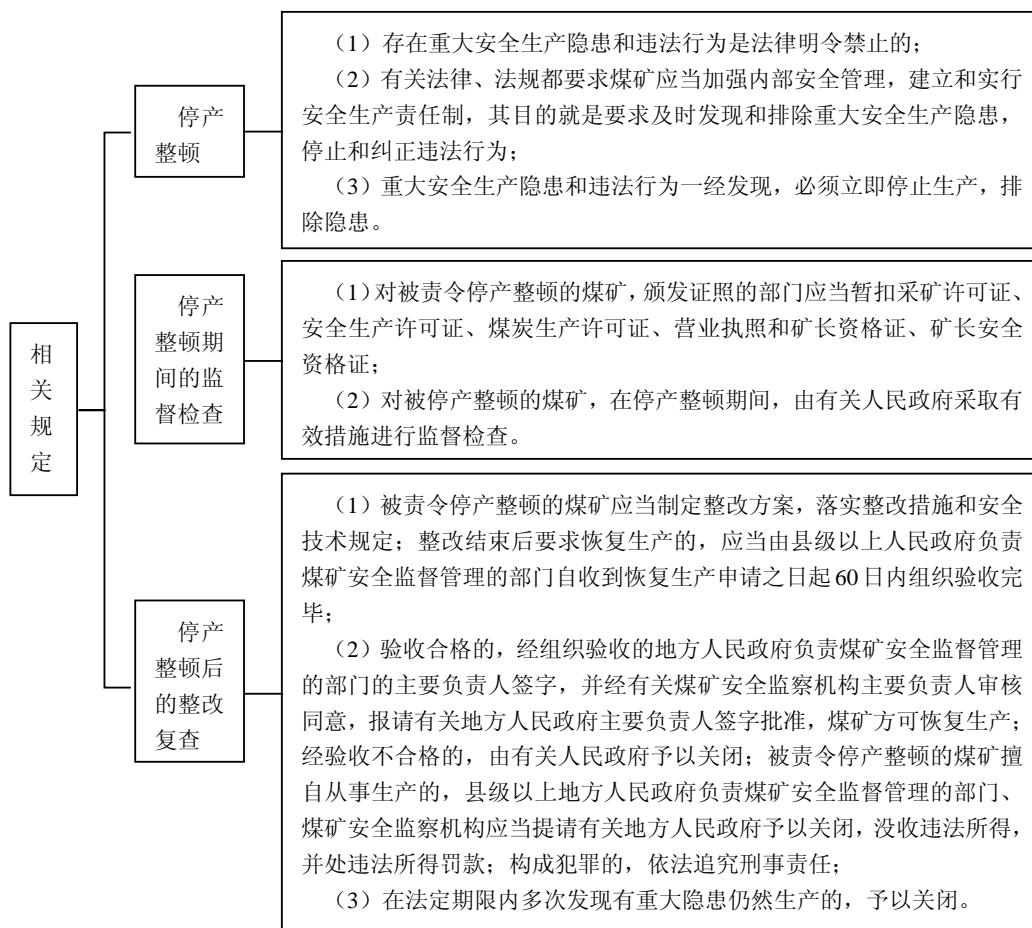 相
关
规
定
停产
整顿
（1）存在重大安全生产隐患和违法行为是法律明令禁止的；
（2）有关法律、法规都要求煤矿应当加强内部安全管理，建立和实行
安全生产责任制，其目的就是要求及时发现和排除重大安全生产隐患，
停止和纠正违法行为；
（3）重大安全生产隐患和违法行为一经发现，必须立即停止生产，排
除隐患。
停产
整顿期
间的监
督检查
（1）对被责令停产整顿的煤矿，颁发证照的部门应当暂扣采矿许可证、
安全生产许可证、煤炭生产许可证、营业执照和矿长资格证、矿长安全
资格证；
（2）对被停产整顿的煤矿，在停产整顿期间，由有关人民政府采取有
效措施进行监督检查。
停产
整顿后
的整改
复查
（1）被责令停产整顿的煤矿应当制定整改方案，落实整改措施和安全
技术规定；整改结束后要求恢复生产的，应当由县级以上人民政府负责
煤矿安全监督管理的部门自收到恢复生产申请之日起 60 日内组织验收完
毕；
（2）验收合格的，经组织验收的地方人民政府负责煤矿安全监督管理
的部门的主要负责人签字，并经有关煤矿安全监察机构主要负责人审核
同意，报请有关地方人民政府主要负责人签字批准，煤矿方可恢复生产；
经验收不合格的，由有关人民政府予以关闭；被责令停产整顿的煤矿擅
自从事生产的，县级以上地方人民政府负责煤矿安全监督管理的部门、
煤矿安全监察机构应当提请有关地方人民政府予以关闭，没收违法所得，
并处违法所得罚款；构成犯罪的，依法追究刑事责任；
（3）在法定期限内多次发现有重大隐患仍然生产的，予以关闭。